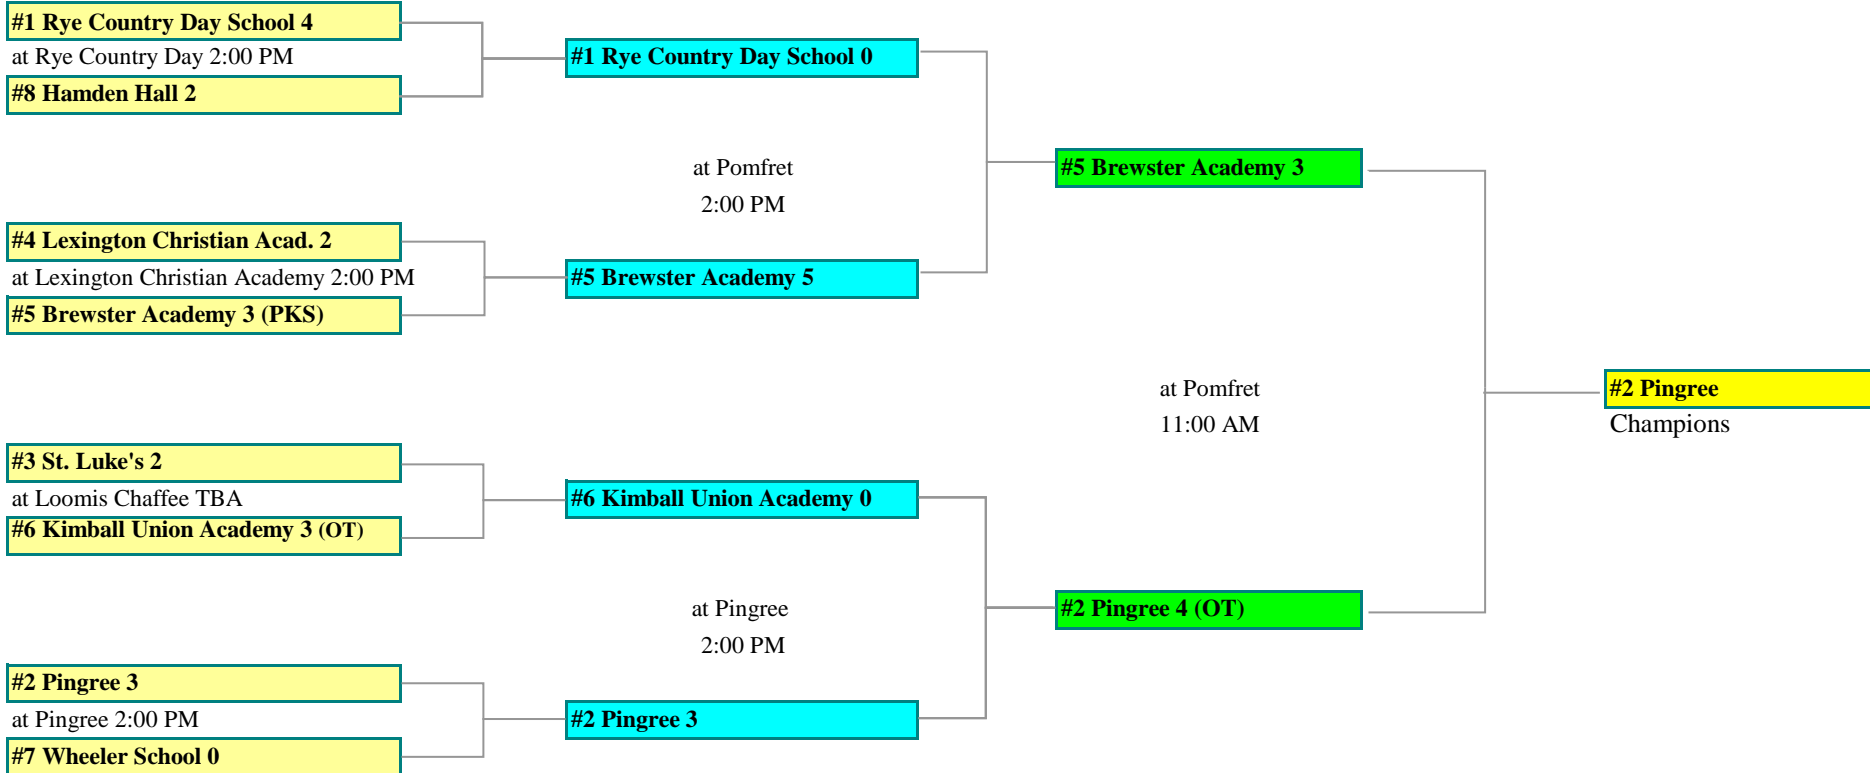 #1 Rye Country Day School 4
at Rye Country Day 2:00 PM
#8 Hamden Hall 2
#4 Lexington Christian Acad. 2
at Lexington Christian Academy 2:00 PM
#5 Brewster Academy 3 (PKS)
#3 St. Luke's 2
at Loomis Chaffee TBA
#6 Kimball Union Academy 3 (OT)
#2 Pingree 3
at Pingree 2:00 PM
#7 Wheeler School 0
#1 Rye Country Day School 0
at Pomfret
2:00 PM
#5 Brewster Academy 5
#6 Kimball Union Academy 0
at Pingree
2:00 PM
#2 Pingree 3
#5 Brewster Academy 3
at Pomfret
11:00 AM
#2 Pingree 4 (OT)
#2 Pingree
Champions